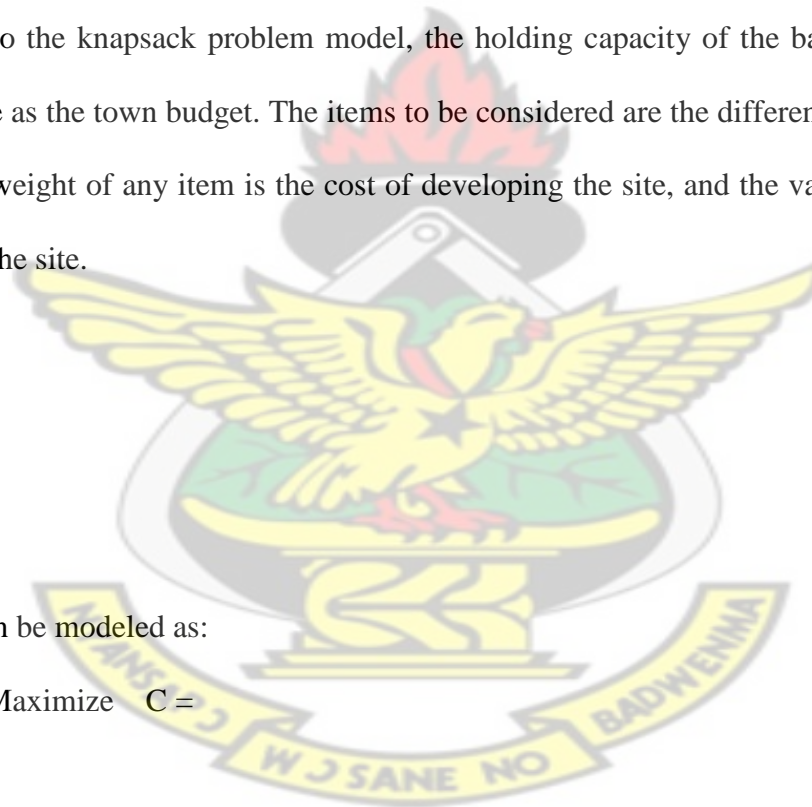 o the knapsack problem model, the holding capacity of the ba
e as the town budget. The items to be considered are the differen
weight of any item is the cost of developing the site, and the va
he site.
n be modeled as:
Maximize C =
NYANSAPƆ WƆSANE NO BADWENMA